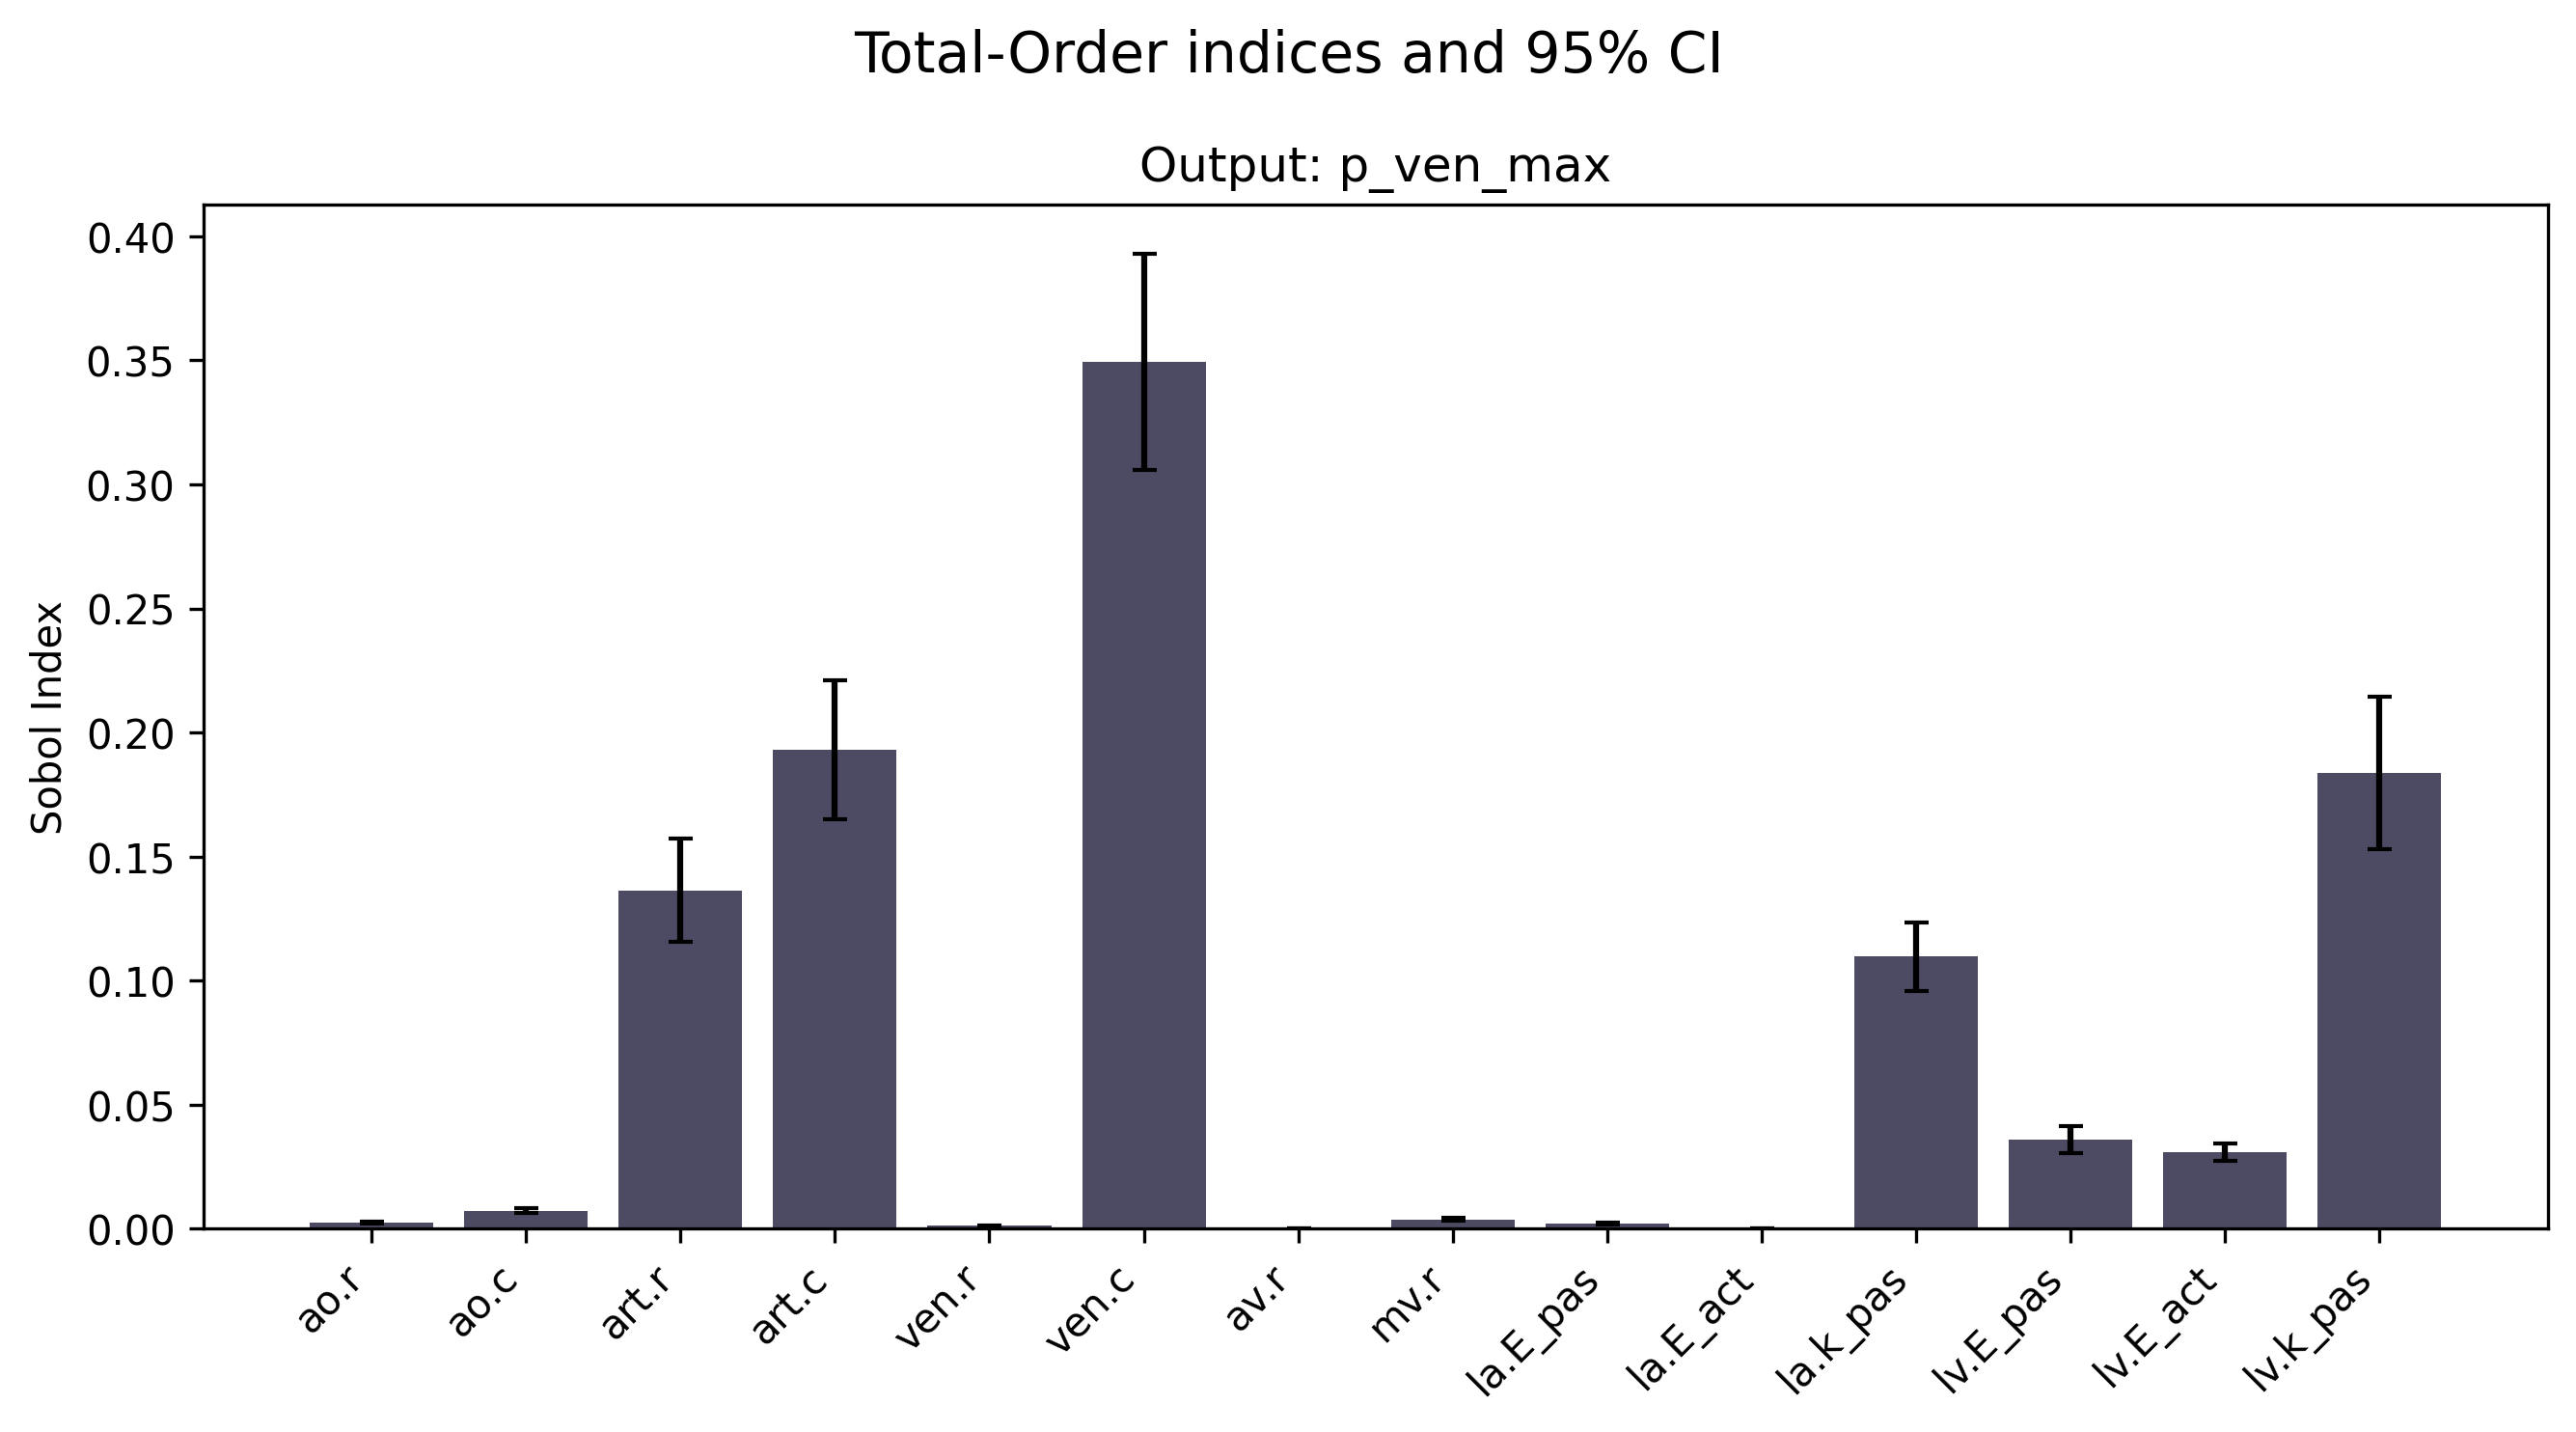 Total-Order indices and 95% CI
Output: p_ven_max
Sobol Index
0.40
0.35
0.30
0.25
0.20
0.15
0.10
0.05
0.00
ao.r
ao.c
art.r
art.c
ven.r
ven.c
av.r
mv.r
la.E_pas
la.E_act
la.k_pas
lv.E_pas
lv.E_act
lv.k_pas